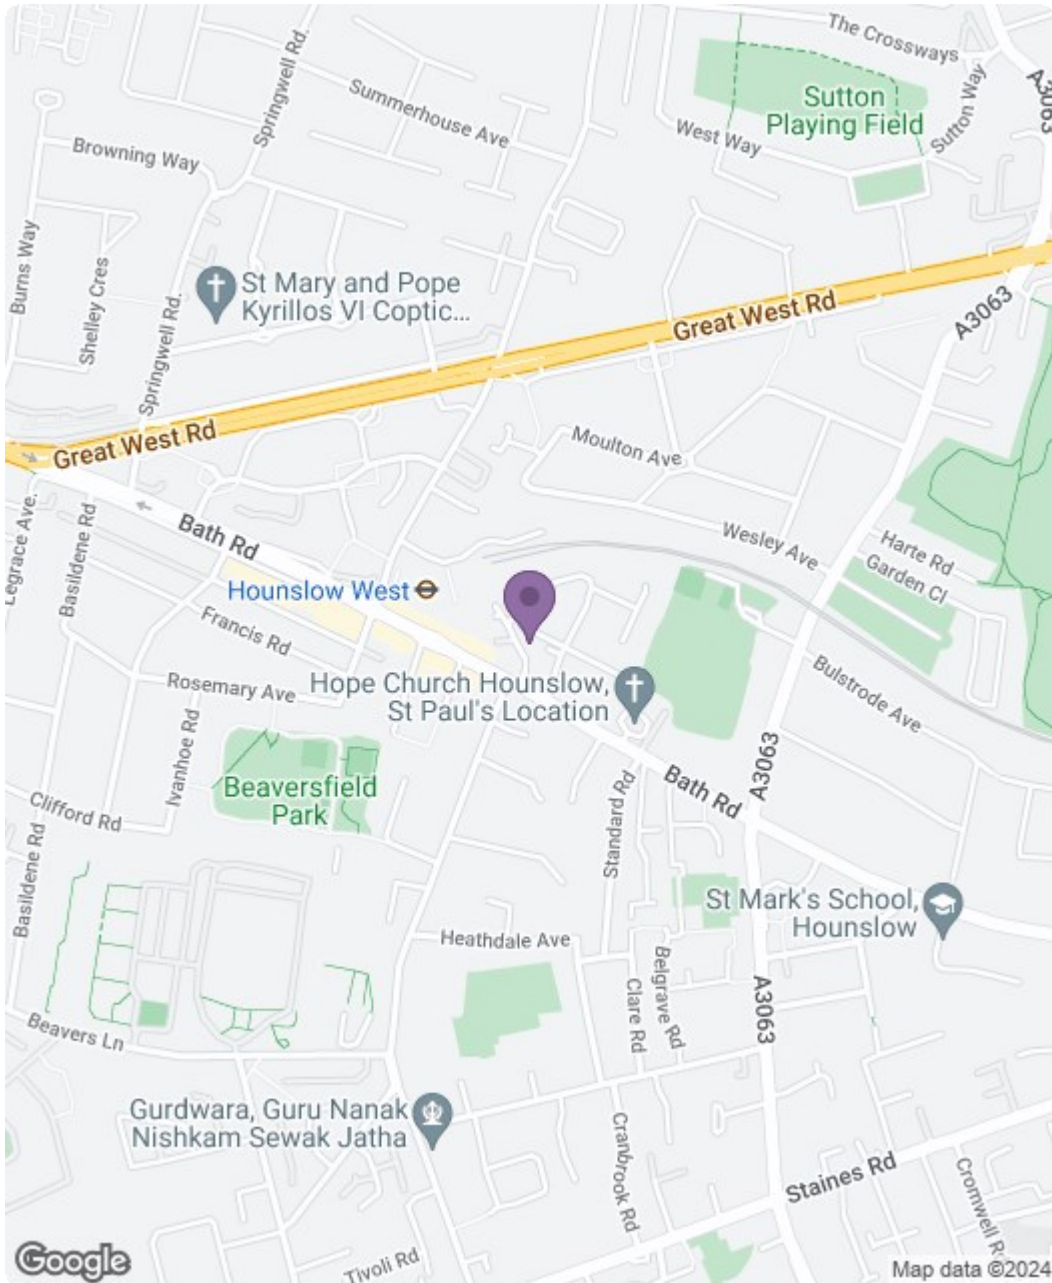 The Crossways
Springwell Rd.
Summerhouse Ave
Sutton
Playing Field
A3063
Sutton Way
West Way
Browning Way
Burns Way
Shelley Cres
St Mary and Pope
Kyrillos VI Coptic...
Great West Rd
A3063
Springwell Rd.
Great West Rd
Moulton Ave
Legrace Ave.
Basildene Rd
Bath Rd
Wesley Ave
Harte Rd
Garden Cl
Hounslow West
Francis Rd
Rosemary Ave
Hope Church Hounslow,
St Paul's Location
Bulstrode Ave
Ivanhoe Rd
A3063
Beaversfield
Park
Bath Rd
Clifford Rd
Stanpard Rd
Basildene Rd
St Mark's School,
Hounslow
Heathdale Ave
Belgrave Rd
Clare Rd
A3063
Beavers Ln
Gurdwara, Guru Nanak
Nishkam Sewak Jatha
Cranbrook Rd
Staines Rd
Cromwell Rd
Tivoli Rd
Google
Map data ©2024